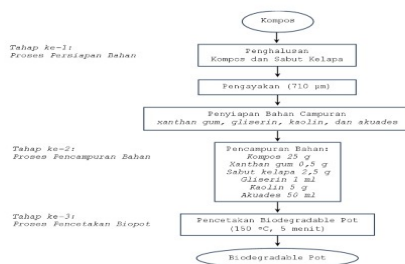 Kompos
Tahap ke-1:
Proses Persiapan Bahan
Penghalusan
Kompos dan Sabut Kelapa
Pengayakan (710 µm)
Penyiapan Bahan Campuran
xanthan gum, gliserin, kaolin, dan akuades
Tahap ke-2:
Proses Pencampuran Bahan
Pencampuran Bahan:
Kompos 25 g
Xanthan gum 0,5 g
Sabut kelapa 2,5 g
Gliserin 1 ml
Kaolin 5 g
Akuades 50 ml
Tahap ke-3:
Proses Pencetakan Biopot
Pencetakan Biodegradable Pot
(150 °C, 5 menit)
Biodegradable Pot